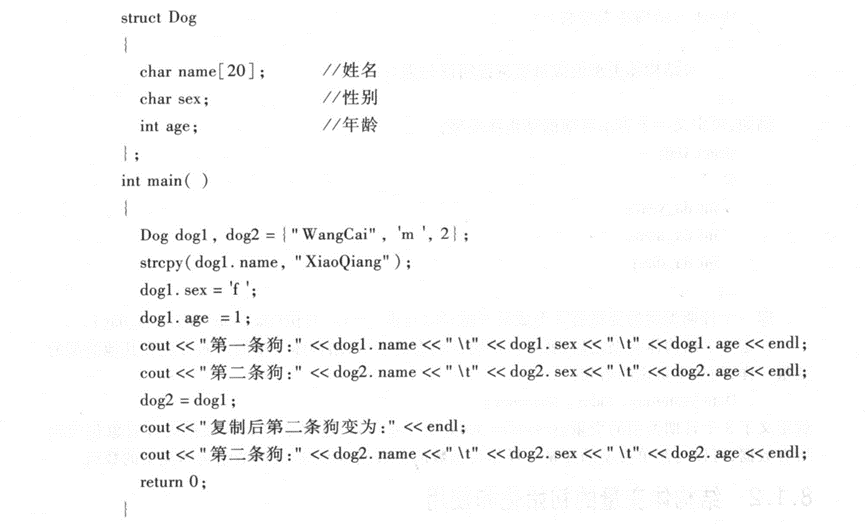 struct Dog
{
char name[20]; //姓名
char sex; //性别
int age; //年龄
};
int main( )
{
Dog dog1, dog2 = {"WangCai", 'm', 2};
strcpy(dog1.name, "XiaoQiang");
dog1.sex = 'f';
dog1.age =1;
cout << "第一条狗:" << dog1.name << "\t" << dog1.sex << "\t" << dog1.age << endl;
cout << "第二条狗:" << dog2.name << "\t" << dog2.sex << "\t" << dog2.age << endl;
dog2 = dog1;
cout << "复制后第二条狗变为:" << endl;
cout << "第二条狗:" << dog2.name << "\t" << dog2.sex << "\t" << dog2.age << endl;
return 0;
}